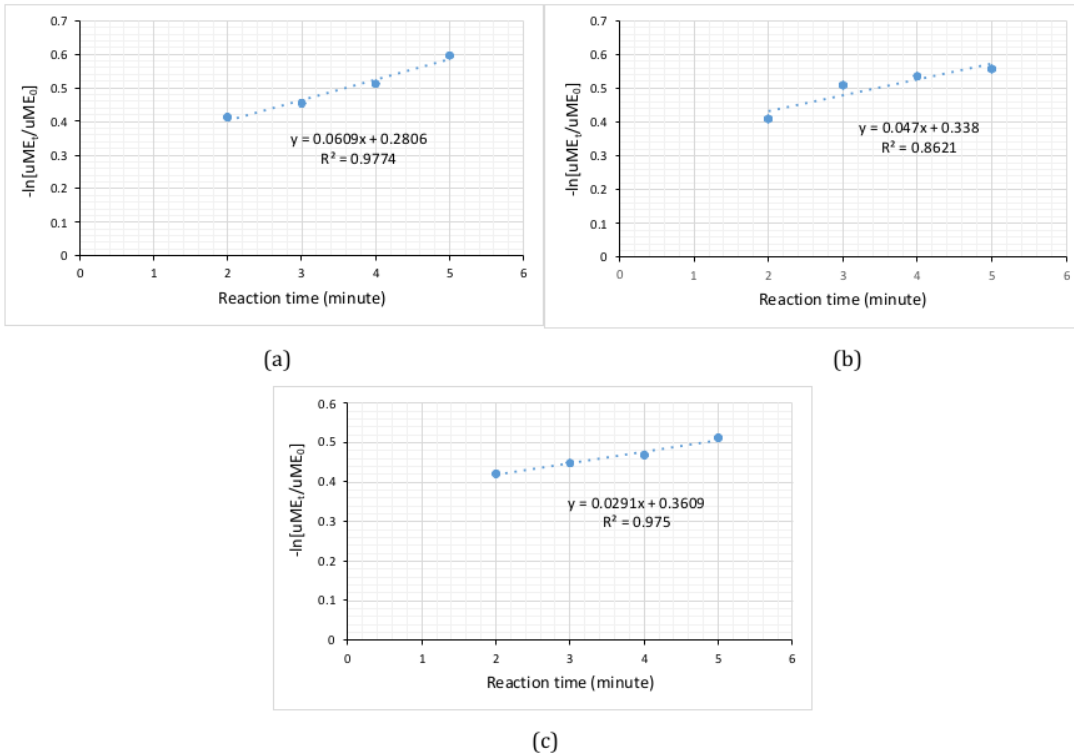 0.7
0.6
0.5
0.4
0.3
0.2
0.1
0
0 1 2 3 4 5 6
-ln[uMEt/uME0]
Reaction time (minute)
y = 0.0609x + 0.2806
R² = 0.9774
(a)
0.7
0.6
0.5
0.4
0.3
0.2
0.1
0
0 1 2 3 4 5 6
-ln[uMEt/uME0]
Reaction time (minute)
y = 0.047x + 0.338
R² = 0.8621
(b)
0.6
0.5
0.4
0.3
0.2
0.1
0
0 1 2 3 4 5 6
-ln[uMEt/uME0]
Reaction time (minute)
y = 0.0291x + 0.3609
R² = 0.975
(c)